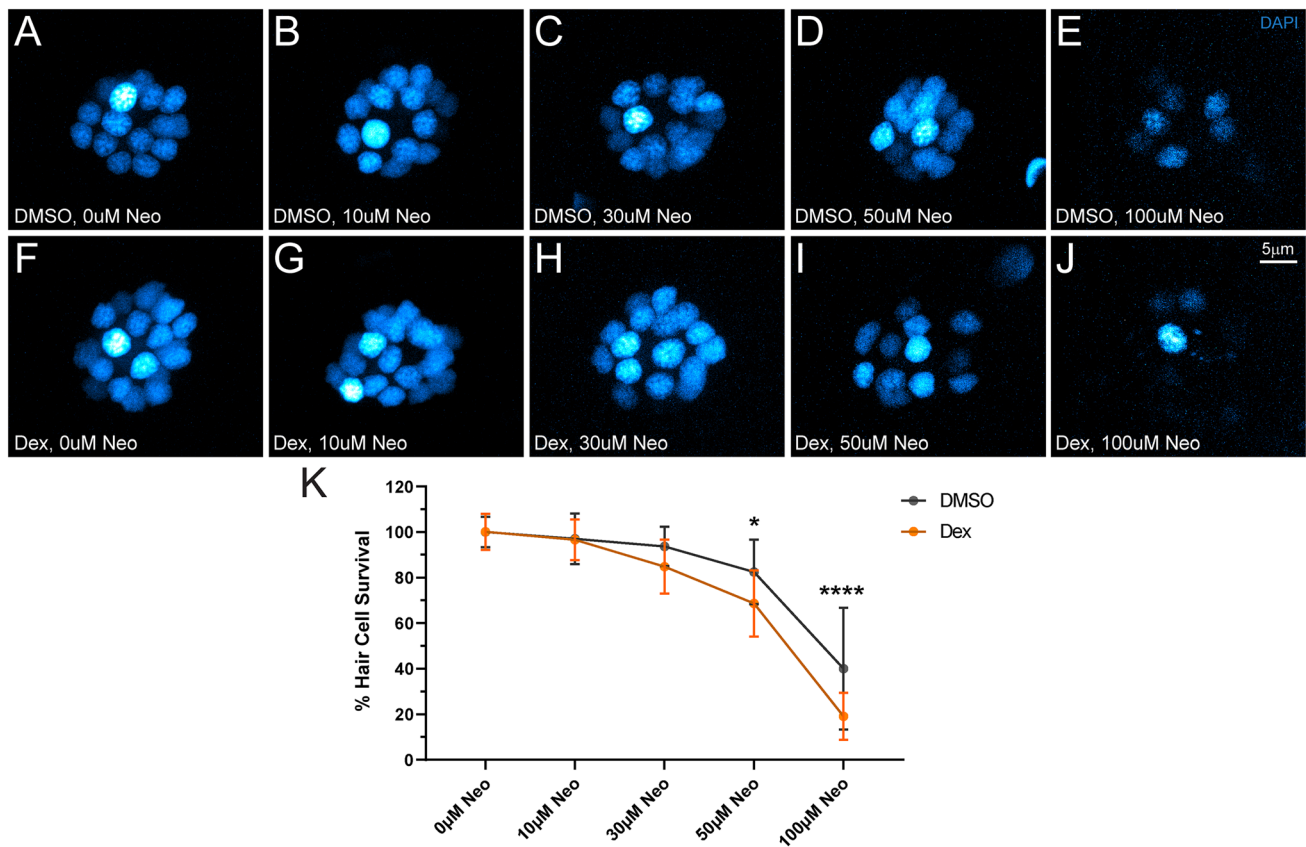 A
B
C
D
E
DAPI
DMSO, 0uM Neo
DMSO, 10uM Neo
DMSO, 30uM Neo
DMSO, 50uM Neo
DMSO, 100uM Neo
F
G
H
I
J
5μm
Dex, 0uM Neo
Dex, 10uM Neo
Dex, 30uM Neo
Dex, 50uM Neo
Dex, 100uM Neo
K
% Hair Cell Survival
120
100
80
60
40
20
0
*
****
DMSO
Dex
0μM Neo
10μM Neo
30μM Neo
50μM Neo
100μM Neo